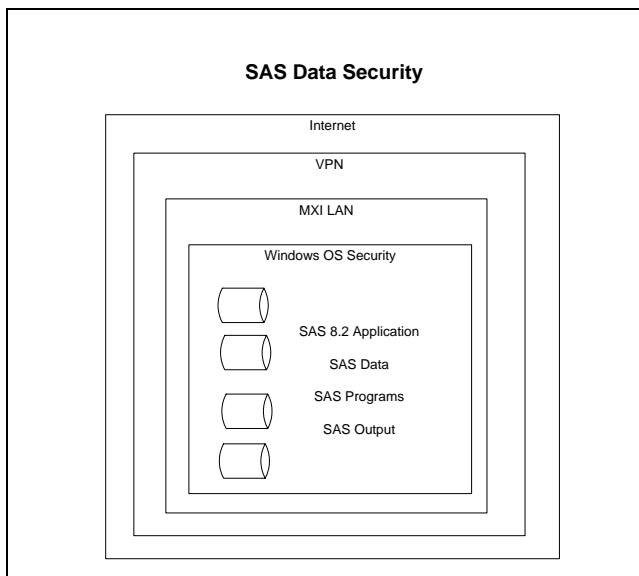 SAS Data Security
Internet
VPN
MXI LAN
Windows OS Security
SAS 8.2 Application
SAS Data
SAS Programs
SAS Output